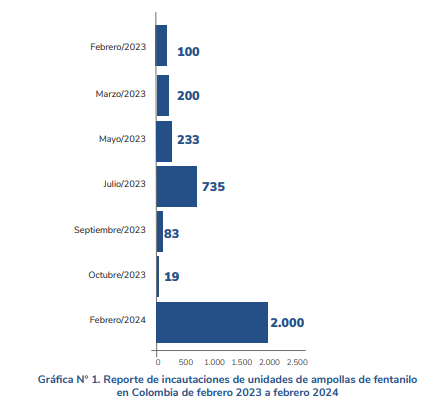 Febrero/2023 100
Marzo/2023 200
Mayo/2023 233
Julio/2023 735
Septiembre/2023 83
Octubre/2023 19
Febrero/2024 2.000
0 500 1.000 1.500 2.000 2.500
Gráfica N° 1. Reporte de incautaciones de unidades de ampollas de fentanilo
en Colombia de febrero 2023 a febrero 2024